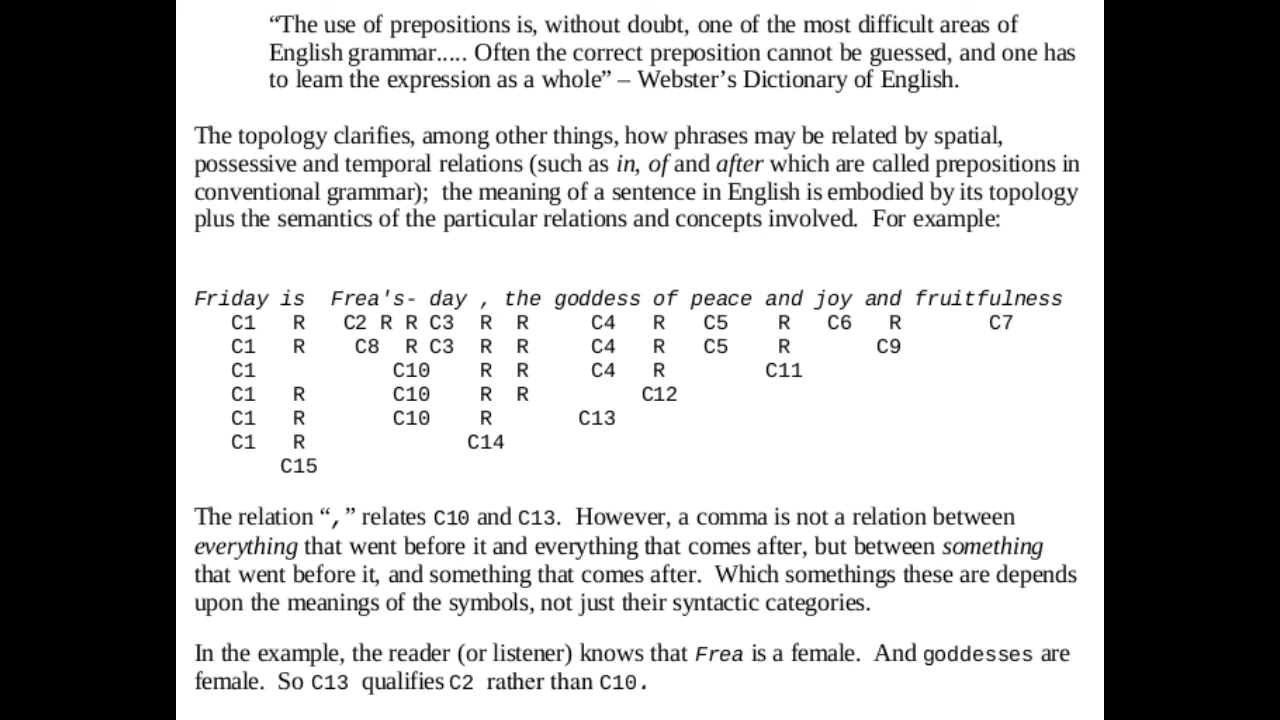 “The use of prepositions is, without doubt, one of the most difficult areas of
English grammar..... Often the correct preposition cannot be guessed, and one has
to learn the expression as a whole” – Webster’s Dictionary of English.
The topology clarifies, among other things, how phrases may be related by spatial,
possessive and temporal relations (such as in, of and after which are called prepositions in
conventional grammar);  the meaning of a sentence in English is embodied by its topology
plus the semantics of the particular relations and concepts involved.  For example:
Friday is  Frea's- day , the goddess of peace and joy and fruitfulness
C1 R C2 R R C3 R R C4 R C5 R C6 R C7
C1 R C8 R C3 R R C4 R C5 R C9
C1 C10 R R C4 R C11
C1 R C10 R R C12
C1 R C10 R C13
C1 R C14
C15
The relation “,” relates C10 and C13.  However, a comma is not a relation between
everything that went before it and everything that comes after, but between something
that went before it, and something that comes after.  Which somethings these are depends
upon the meanings of the symbols, not just their syntactic categories.
In the example, the reader (or listener) knows that Frea is a female.  And goddesses are
female.  So C13 qualifies C2 rather than C10.